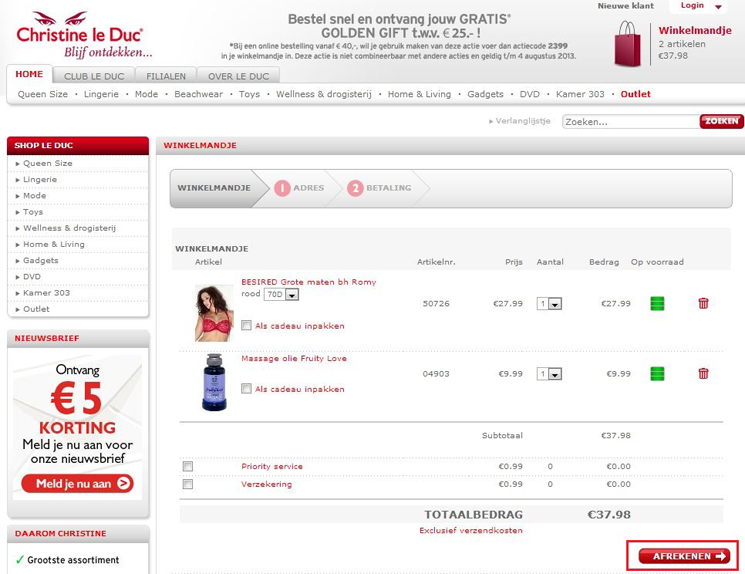 Christine le Duc®
Blijf ontdekken...
Bestel snel en ontvang jouw GRATIS*
GOLDEN GIFT t.w.v. € 25.- !
*Bij een online bestelling vanaf € 40,-, wil je gebruik maken van deze actie voer dan actiecode 2399
in je winkelmandje in. Deze actie is niet combineerbaar met andere acties en geldig t/m 4 augustus 2013.
Nieuwe klant
Login
Winkelmandje
2 artikelen
€37.98
HOME CLUB LE DUC FILIALEN OVER LE DUC
Queen Size • Lingerie • Mode • Beachwear • Toys • Wellness & drogisterij • Home & Living • Gadgets • DVD • Kamer 303 • Outlet
Verlanglijstje Zoeken... ZOEKEN
SHOP LE DUC
Queen Size
Lingerie
Mode
Toys
Wellness & drogisterij
Home & Living
Gadgets
DVD
Kamer 303
Outlet
NIEUWSBRIEF
Ontvang
€5
KORTING
Meld je nu aan voor
onze nieuwsbrief
Meld je nu aan
DAAROM CHRISTINE
✓ Grootste assortiment
WINKELMANDJE
WINKELMANDJE 1 ADRES 2 BETALING
WINKELMANDJE
Artikel Artikelnr. Prijs Aantal Bedrag Op voorraad
BESIRED Grote maten bh Romy
rood 70D
50726 €27.99 1 €27.99
Als cadeau inpakken
Massage olie Fruity Love
04903 €9.99 1 €9.99
Als cadeau inpakken
Subtotaal €37.98
Priority service €0.99 0 €0.00
Verzekering €0.99 0 €0.00
TOTAALBEDRAG €37.98
Exclusief verzendkosten
AFREKENEN